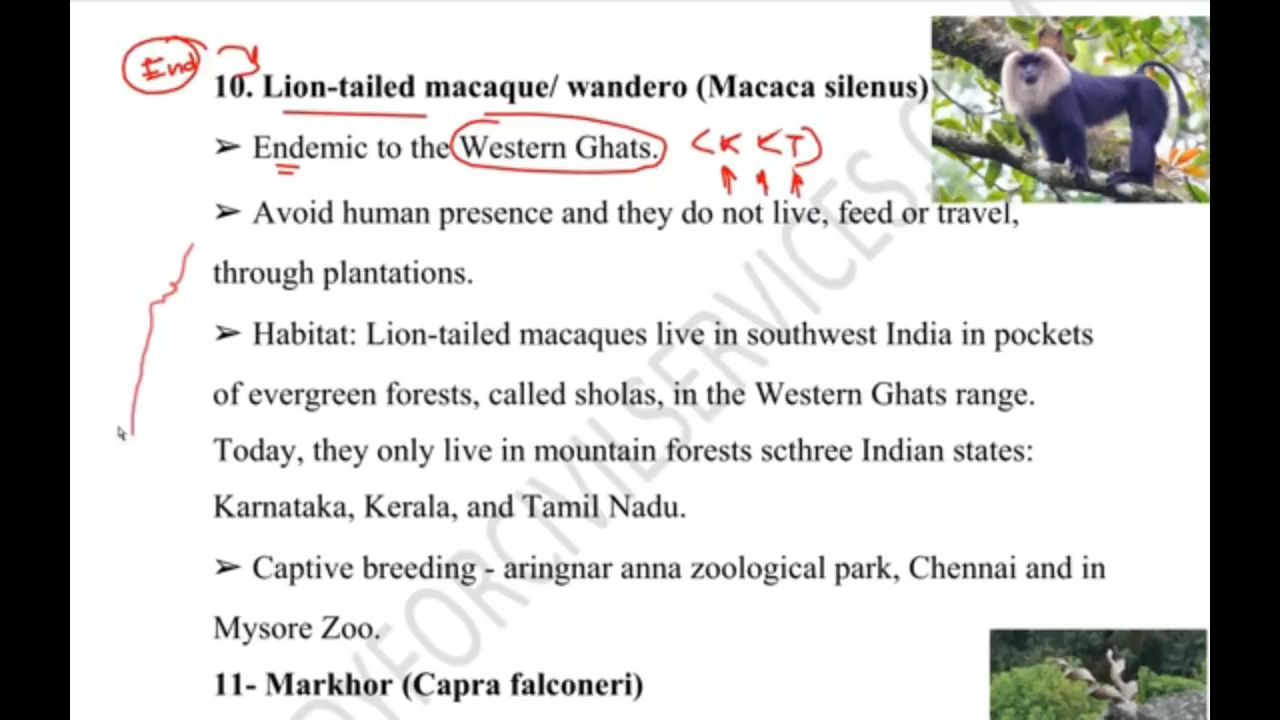 End
10. Lion-tailed macaque/ wandero (Macaca silenus)
➢ Endemic to the Western Ghats. (K K T)
➢ Avoid human presence and they do not live, feed or travel,
through plantations.
➢ Habitat: Lion-tailed macaques live in southwest India in pockets
of evergreen forests, called sholas, in the Western Ghats range.
Today, they only live in mountain forests scthree Indian states:
Karnataka, Kerala, and Tamil Nadu.
➢ Captive breeding - aringnar anna zoological park, Chennai and in
Mysore Zoo.
11- Markhor (Capra falconeri)